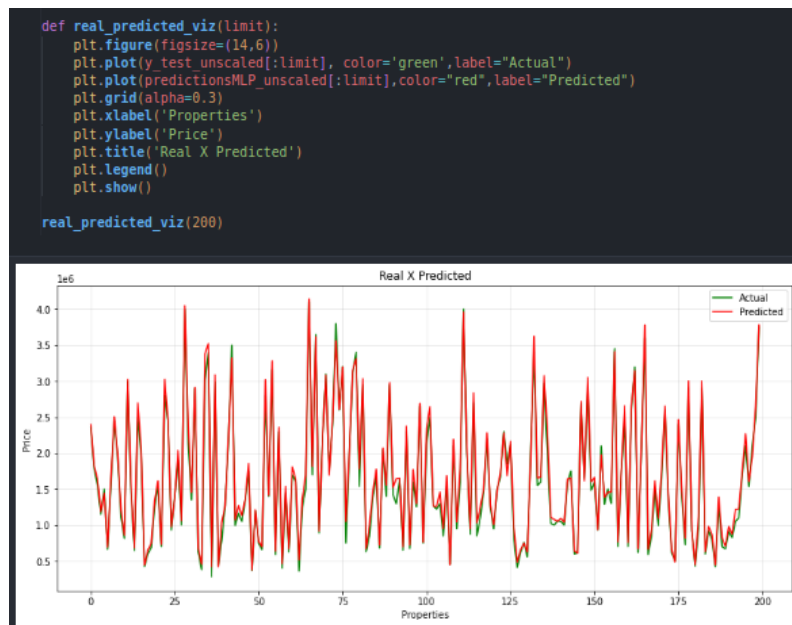 def real_predicted_viz(limit):
    plt.figure(figsize=(14,6))
    plt.plot(y_test_unscaled[:limit], color='green',label="Actual")
    plt.plot(predictionsMLP_unscaled[:limit],color="red",label="Predicted")
    plt.grid(alpha=0.3)
    plt.xlabel('Properties')
    plt.ylabel('Price')
    plt.title('Real X Predicted')
    plt.legend()
    plt.show()
real_predicted_viz(200)
Real X Predicted
1e6
Actual
Predicted
4.0
3.5
3.0
2.5
2.0
1.5
1.0
0.5
Price
0 25 50 75 100 125 150 175 200
Properties